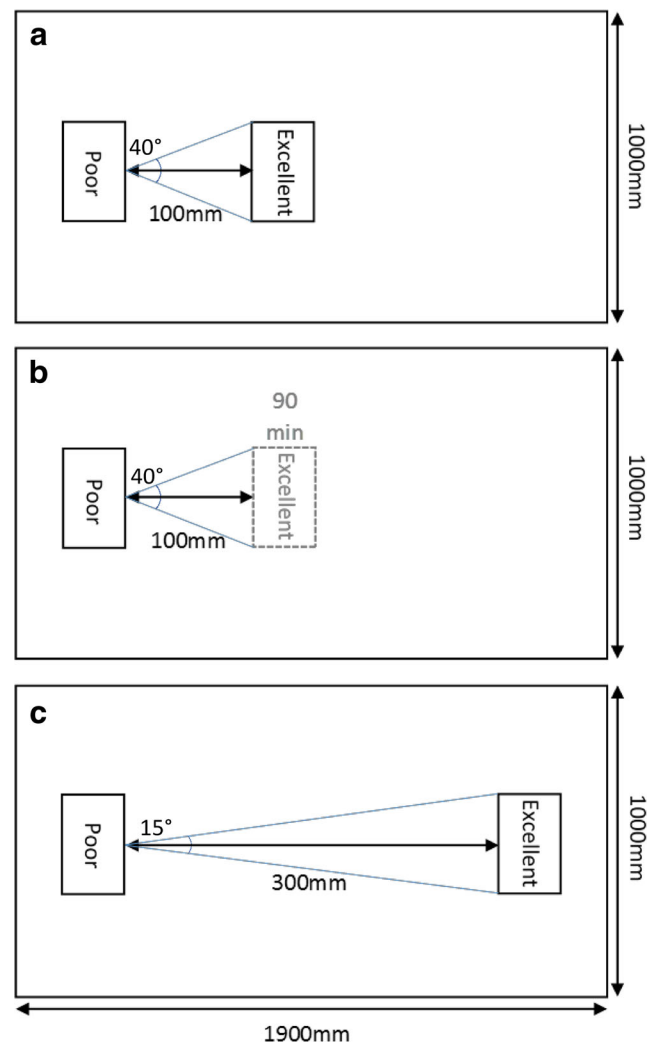 a
Poor
40°
100mm
Excellent
1000mm
b
90
min
Poor
40°
100mm
Excellent
1000mm
c
Poor
15°
300mm
Excellent
1000mm
1900mm